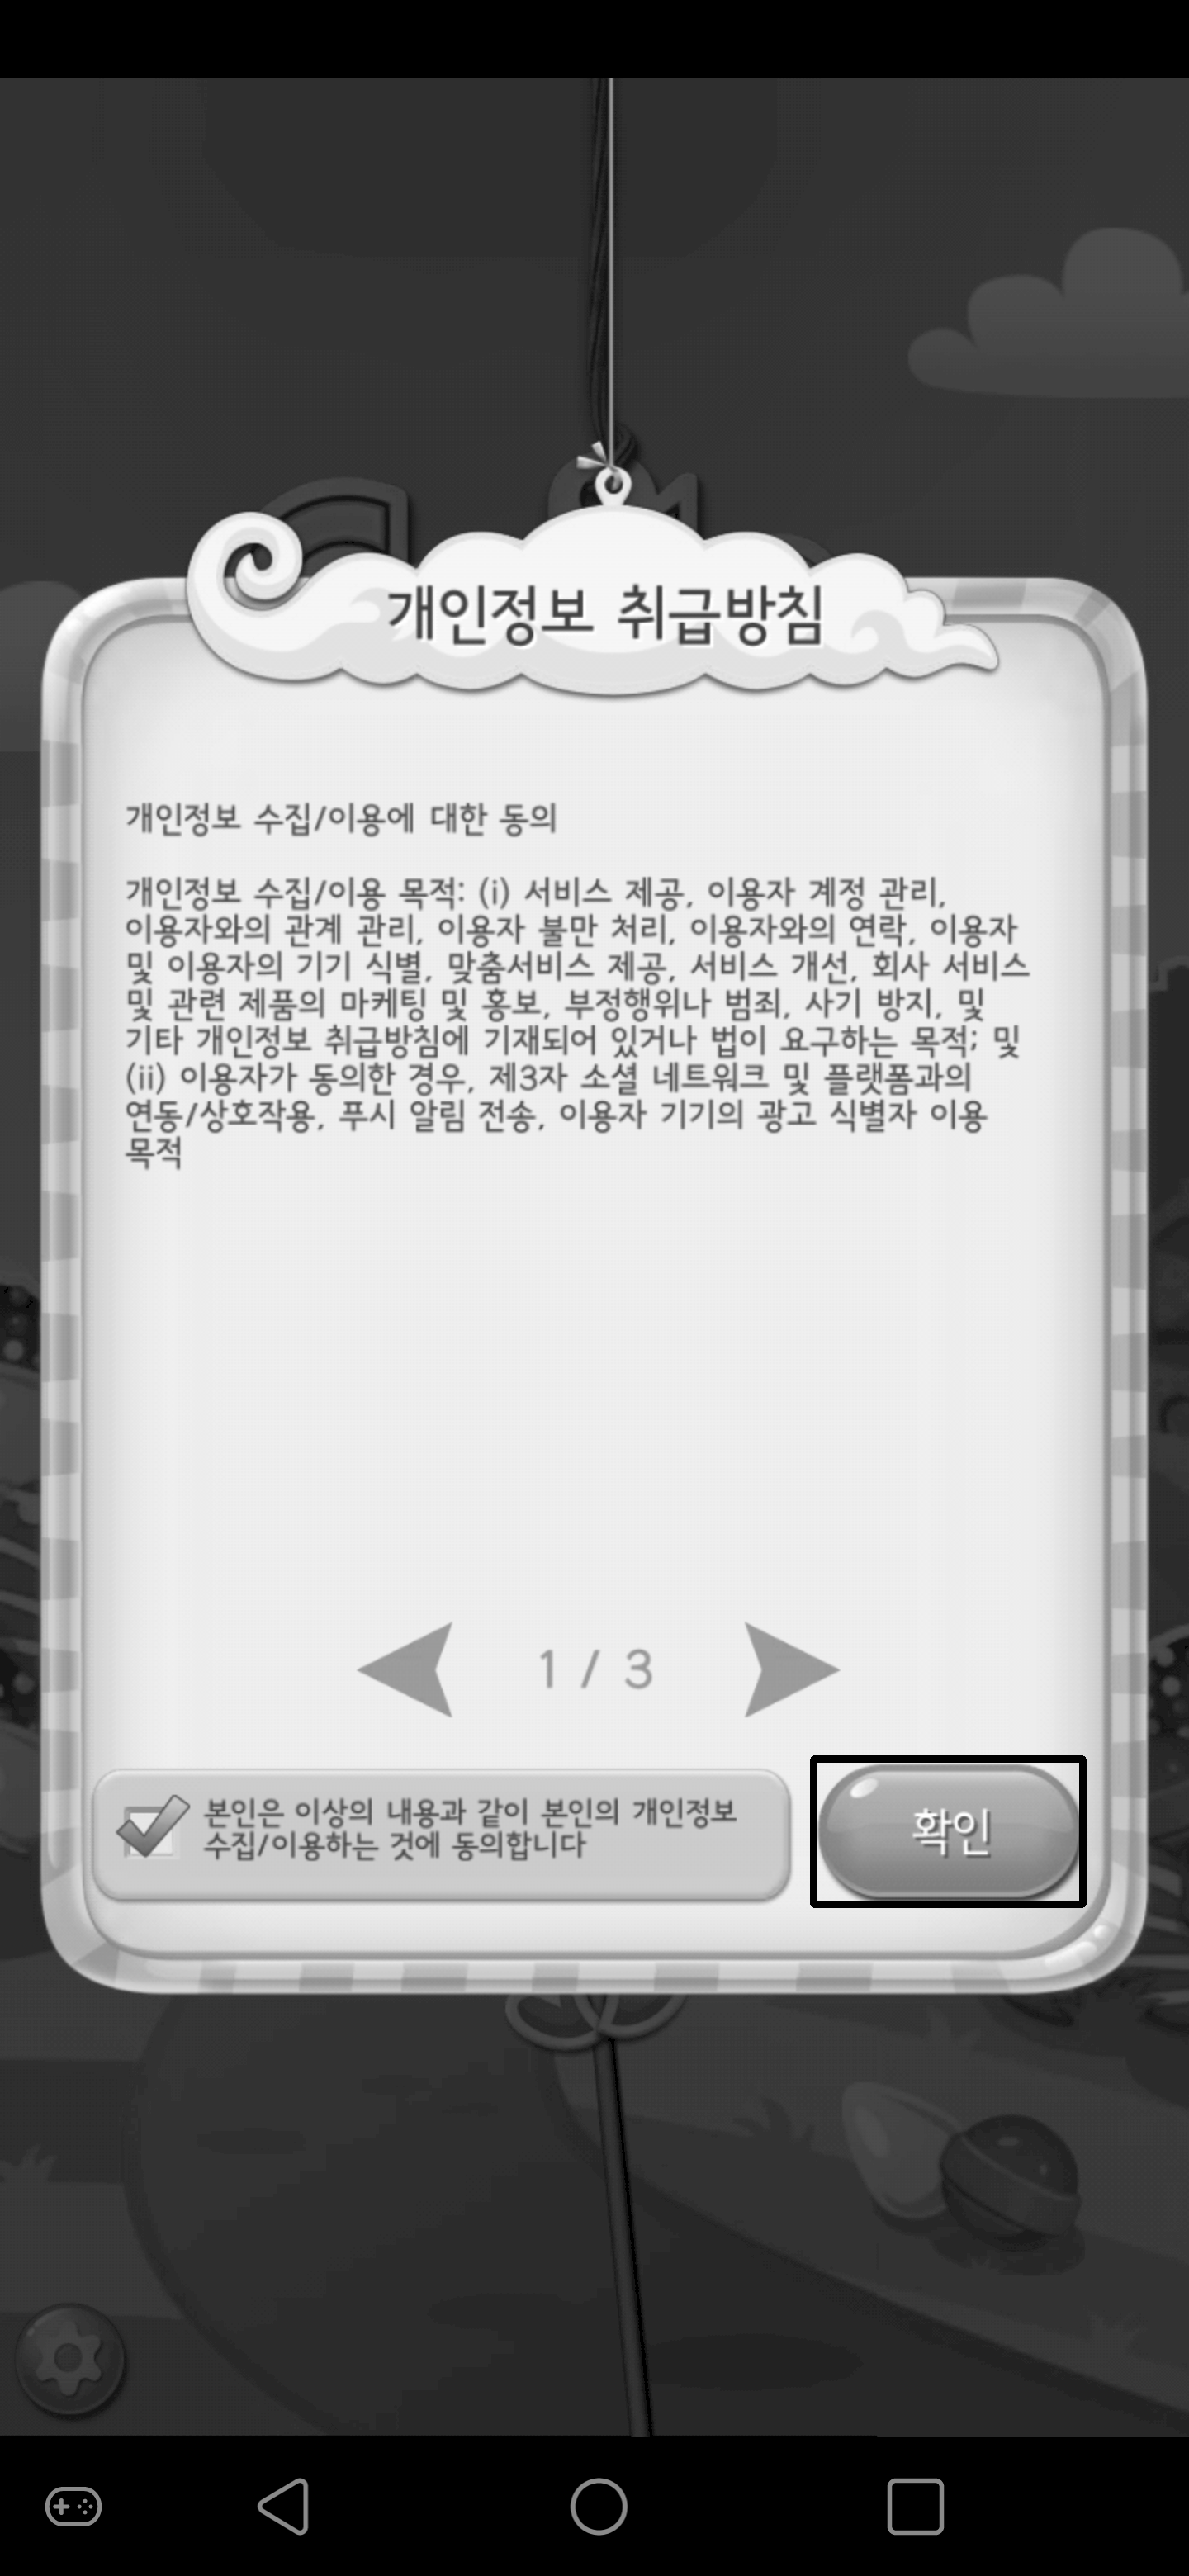 개인정보 취급방침
개인정보 수집/이용에 대한 동의
개인정보 수집/이용 목적: (i) 서비스 제공, 이용자 계정 관리,
이용자와의 관계 관리, 이용자 불만 처리, 이용자와의 연락, 이용자
및 이용자의 기기 식별, 맞춤서비스 제공, 서비스 개선, 회사 서비스
및 관련 제품의 마케팅 및 홍보, 부정행위나 범죄, 사기 방지, 및
기타 개인정보 취급방침에 기재되어 있거나 법이 요구하는 목적; 및
(ii) 이용자가 동의한 경우, 제3자 소셜 네트워크 및 플랫폼과의
연동/상호작용, 푸시 알림 전송, 이용자 기기의 광고 식별자 이용
목적
1 / 3
본인은 이상의 내용과 같이 본인의 개인정보
수집/이용하는 것에 동의합니다
확인